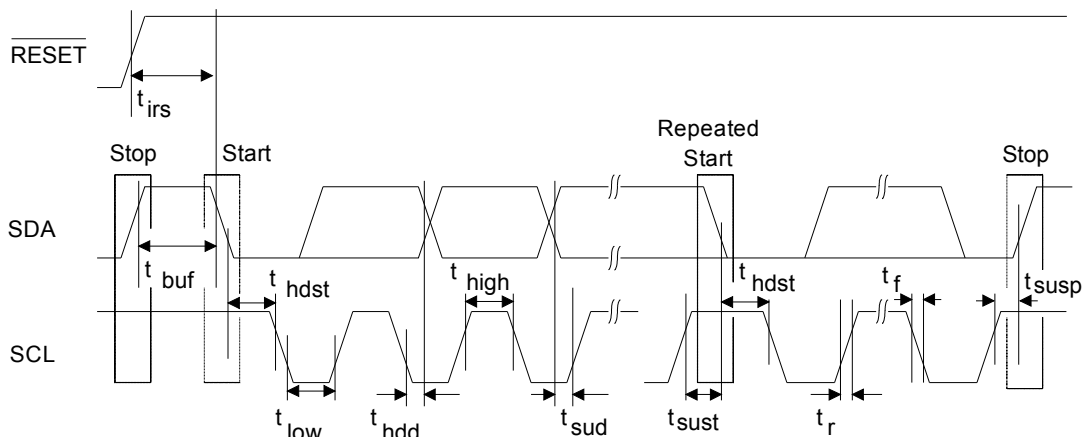 RESET
t irs
Repeated
Stop Start Start Stop
SDA
t buf t hdst t high t hdst t f t susp
SCL
t low t hdd t sud t sust t r